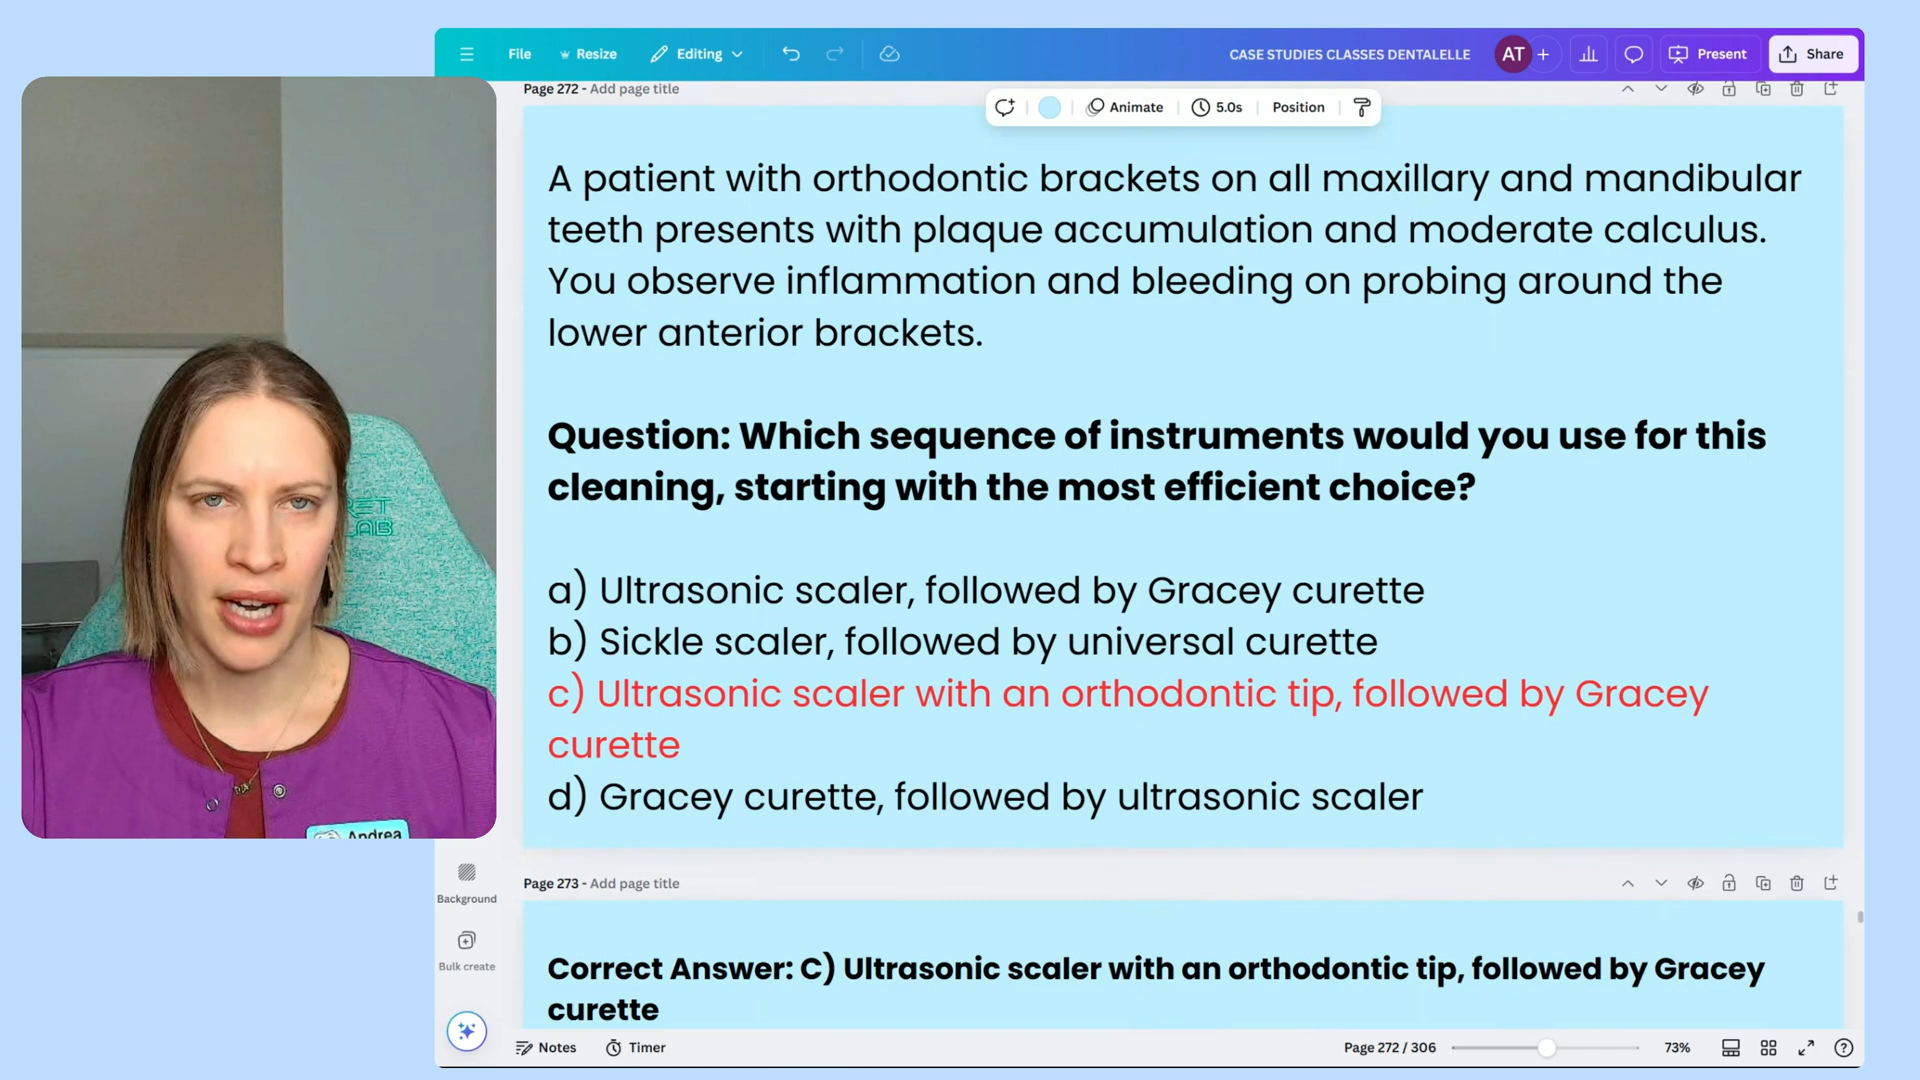 File
Resize
Editing
CASE STUDIES CLASSES DENTALELLE
AT
Present
Share
Page 272 - Add page title
Animate
5.0s
Position
A patient with orthodontic brackets on all maxillary and mandibular
teeth presents with plaque accumulation and moderate calculus.
You observe inflammation and bleeding on probing around the
lower anterior brackets.
Question: Which sequence of instruments would you use for this
cleaning, starting with the most efficient choice?
a) Ultrasonic scaler, followed by Gracey curette
b) Sickle scaler, followed by universal curette
c) Ultrasonic scaler with an orthodontic tip, followed by Gracey
curette
d) Gracey curette, followed by ultrasonic scaler
Andrea
Background
Bulk create
Page 273 - Add page title
Correct Answer: C) Ultrasonic scaler with an orthodontic tip, followed by Gracey
curette
Notes
Timer
Page 272 / 306
73%